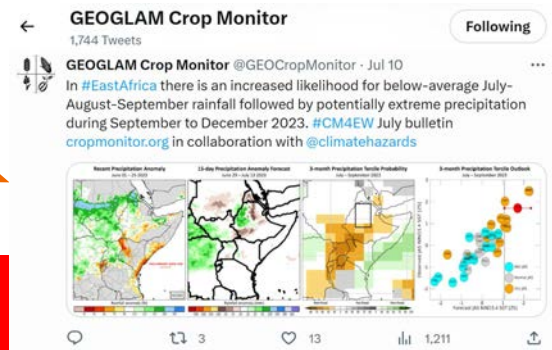 GEOGLAM Crop Monitor
1,744 Tweets
Following
GEOGLAM Crop Monitor @GEOCropMonitor · Jul 10
In #EastAfrica there is an increased likelihood for below-average July-
August-September rainfall followed by potentially extreme precipitation
during September to December 2023. #CM4EW July bulletin
cropmonitor.org in collaboration with @climatehazards
Recent Precipitation Anomaly
15-day Precipitation Anomaly Forecast
3-month Precipitation Tercile Probability
3-month Precipitation Tercile Outlook
3
13
1,211